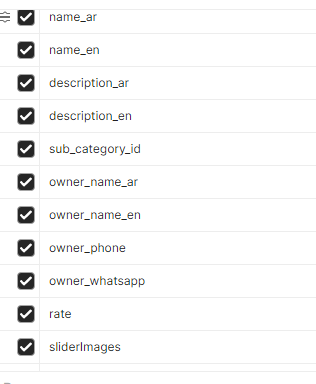 name_ar
name_en
description_ar
description_en
sub_category_id
owner_name_ar
owner_name_en
owner_phone
owner_whatsapp
rate
sliderImages